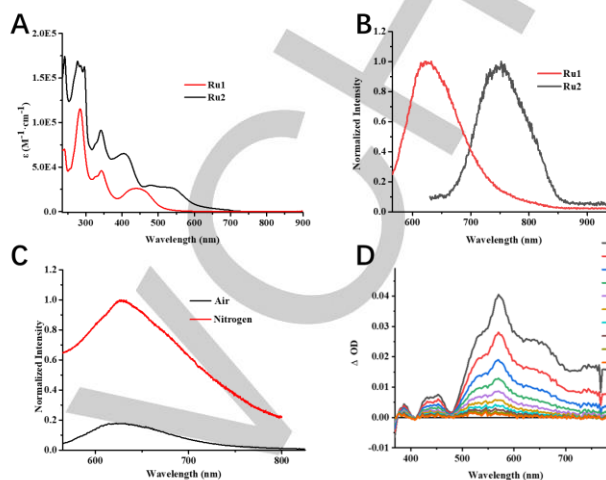 A
2.0E5
1.5E5
1.0E5
5.0E4
0.0
ε (M⁻¹·cm⁻¹)
Ru1
Ru2
300 400 500 600 700 800 900
Wavelength (nm)
B
1.0
0.8
0.6
0.4
0.2
0.0
Normalized Intensity
Ru1
Ru2
600 700 800 900
Wavelength (nm)
C
1.0
0.8
0.6
0.4
0.2
0.0
Normalized Intensity
Air
Nitrogen
600 700 800
Wavelength (nm)
D
0.04
0.03
0.02
0.01
0.00
-0.01
Δ OD
400 500 600 700
Wavelength (nm)